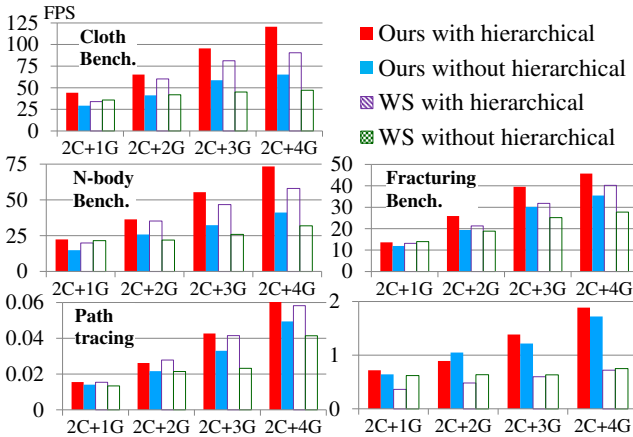 FPS
125
100
75
50
25
0
Cloth
Bench.
2C+1G 2C+2G 2C+3G 2C+4G
Ours with hierarchical
Ours without hierarchical
WS with hierarchical
WS without hierarchical
75
50
25
0
N-body
Bench.
2C+1G 2C+2G 2C+3G 2C+4G
50
40
30
20
10
0
Fracturing
Bench.
2C+1G 2C+2G 2C+3G 2C+4G
0.06
0.04
0.02
0
Path
tracing
2C+1G 2C+2G 2C+3G 2C+4G
2
1
0
2C+1G 2C+2G 2C+3G 2C+4G